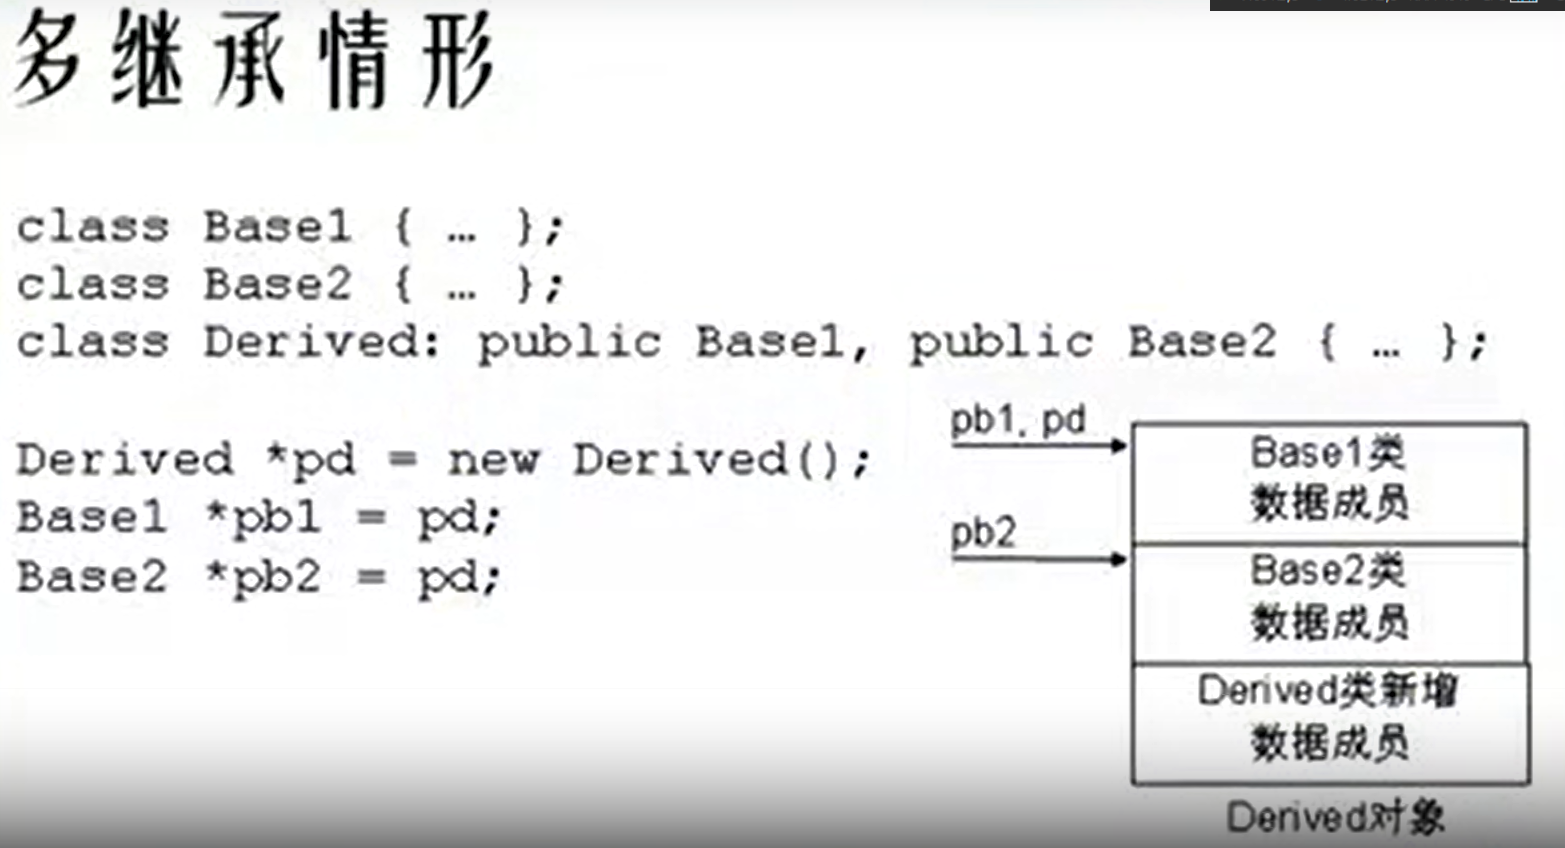 多继承情形
class Base1 { … };
class Base2 { … };
class Derived: public Base1, public Base2 { … };
Derived *pd = new Derived();
Base1 *pb1 = pd;
Base2 *pb2 = pd;
pb1, pd
Base1类
数据成员
pb2
Base2类
数据成员
Derived类新增
数据成员
Derived对象